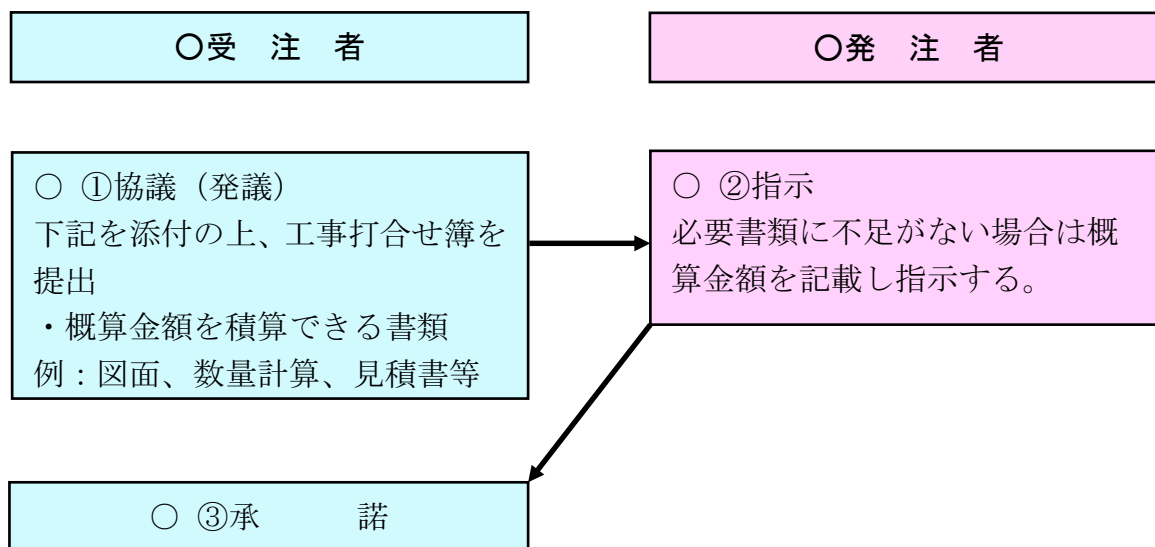 〇受　注　者
〇発　注　者
○ ①協議（発議）
下記を添付の上、工事打合せ簿を
提出
・概算金額を積算できる書類
例：図面、数量計算、見積書等
○ ②指示
必要書類に不足がない場合は概
算金額を記載し指示する。
○ ③承　　　諾